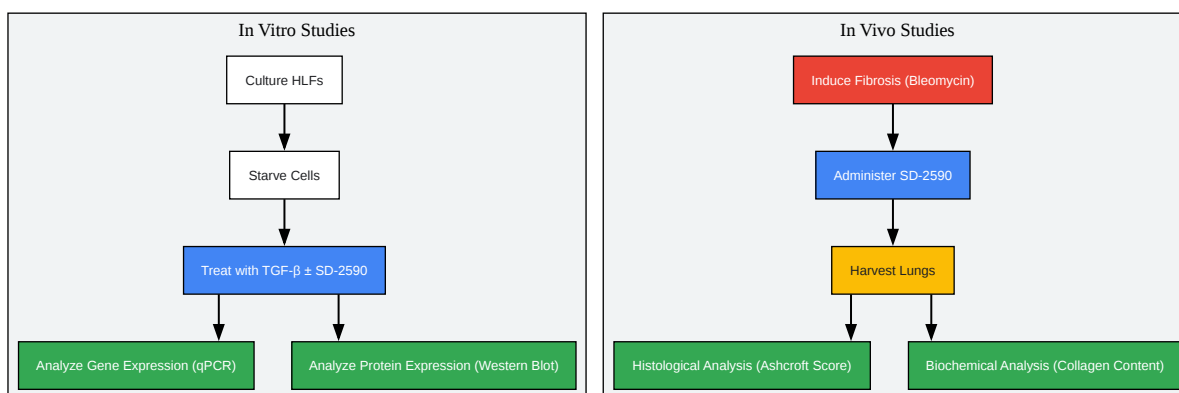 In Vitro Studies
Culture HLFs
Starve Cells
Treat with TGF-β ± SD-2590
Analyze Gene Expression (qPCR)
Analyze Protein Expression (Western Blot)
In Vivo Studies
Induce Fibrosis (Bleomycin)
Administer SD-2590
Harvest Lungs
Histological Analysis (Ashcroft Score)
Biochemical Analysis (Collagen Content)